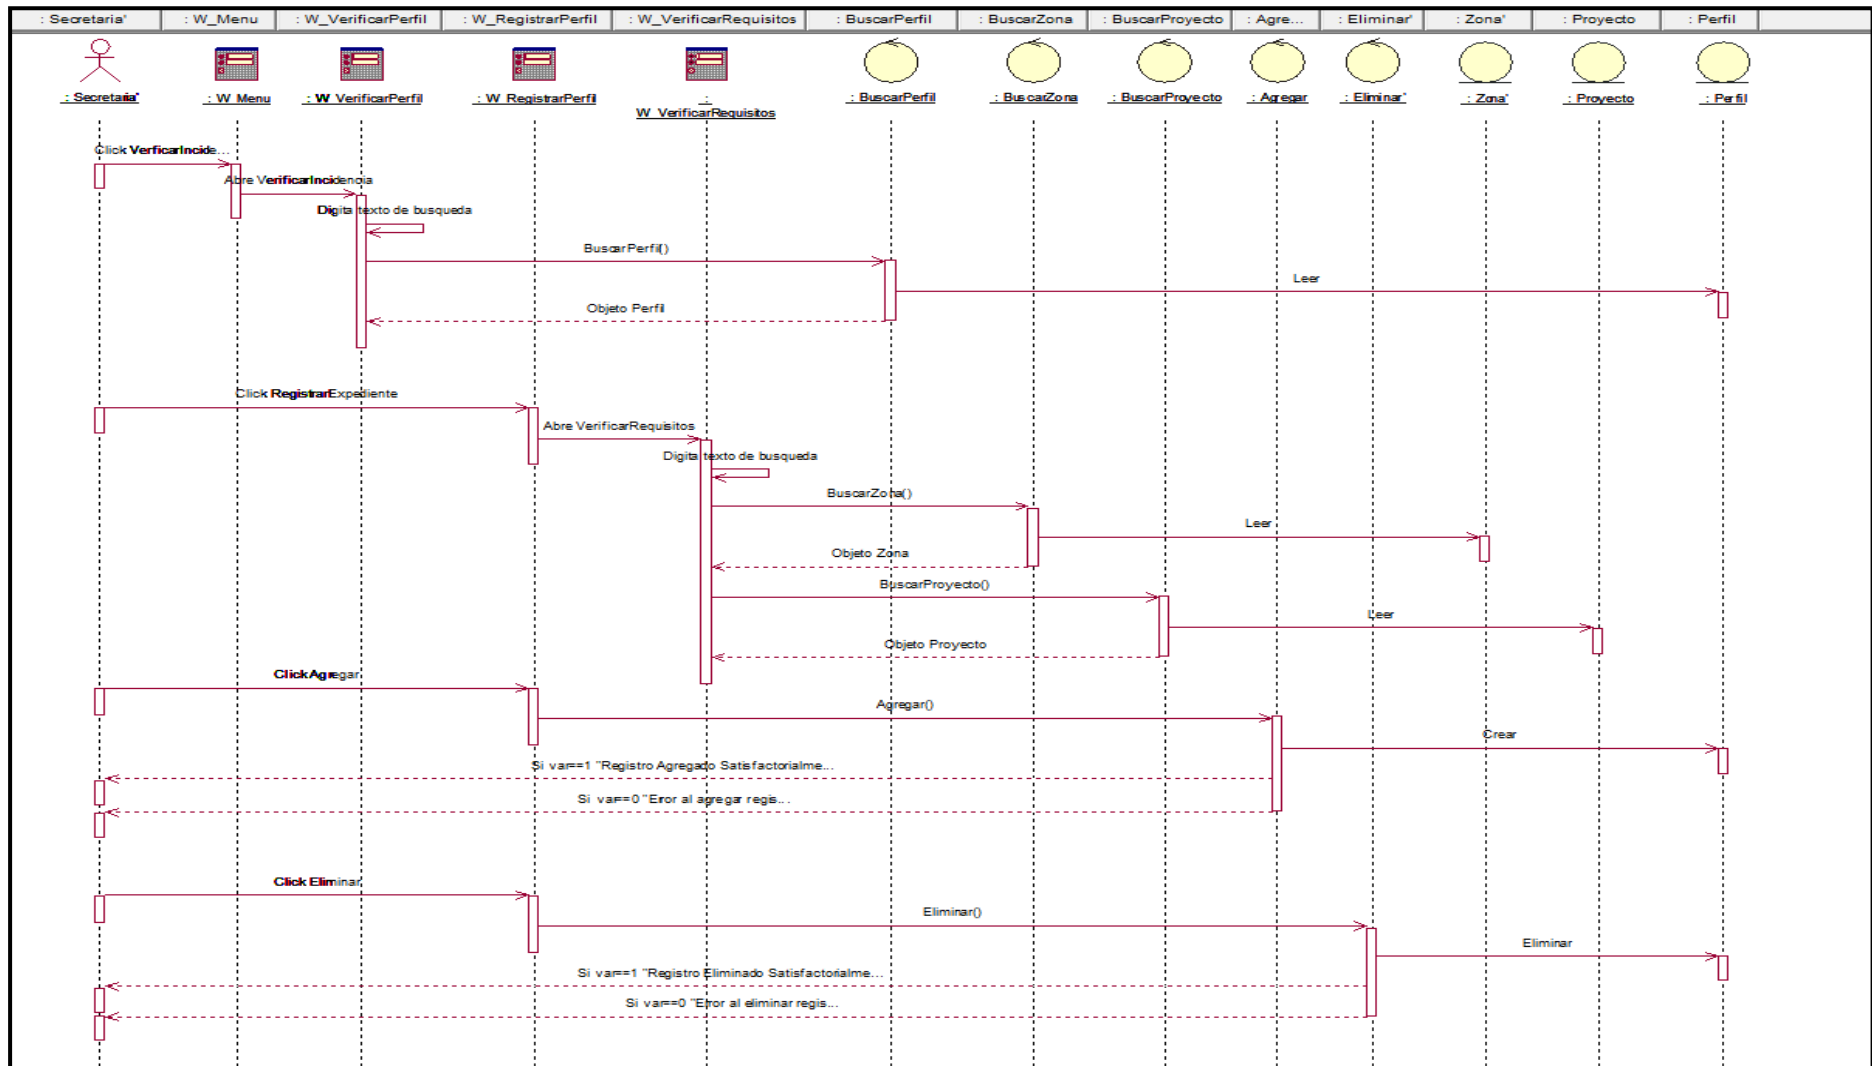 : Secretaria'
: W_Menu
: W_VerificarPerfil
: W_RegistrarPerfil
: W_VerificarRequisitos
: BuscarPerfil
: BuscarZona
: BuscarProyecto
: Agre...
: Eliminar'
: Zona'
: Proyecto
: Perfil
: Secretaria'
: W_Menu
: W_VerificarPerfil
: W_RegistrarPerfil
:
W_VerificarRequisitos
: BuscarPerfil
: BuscarZona
: BuscarProyecto
: Agregar
: Eliminar'
: Zona'
: Proyecto
: Perfil
Click VerficarIncide...
Abre VerificarIncidencia
Digita texto de busqueda
BuscarPerfil()
Leer
Objeto Perfil
Click RegistrarExpediente
Abre VerificarRequisitos
Digita texto de busqueda
BuscarZona()
Leer
Objeto Zona
BuscarProyecto()
Leer
Objeto Proyecto
Click Agregar
Agregar()
Crear
Si var==1 "Registro Agregado Satisfactorialme...
Si var==0 "Error al agregar regis...
Click Eliminar
Eliminar()
Eliminar
Si var==1 "Registro Eliminado Satisfactorialme...
Si var==0 "Error al eliminar regis...